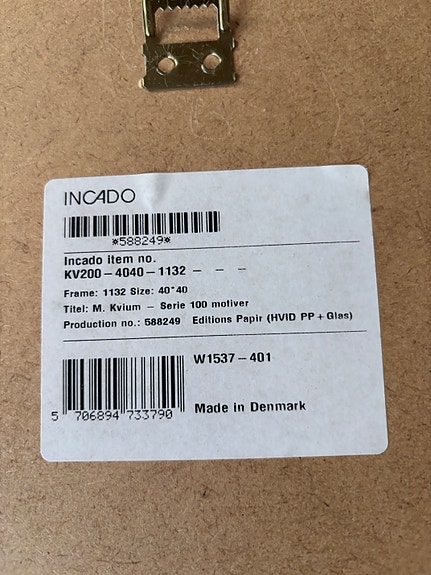 INCADO
*588249*
Incado item no.
KV200-4040-1132 - - -
Frame: 1132 Size: 40*40
Titel: M. Kvium - Serie 100 motiver
Production no.: 588249 Editions Papir (HVID PP+Glas)
W1537-401
Made in Denmark
5 706894 733790